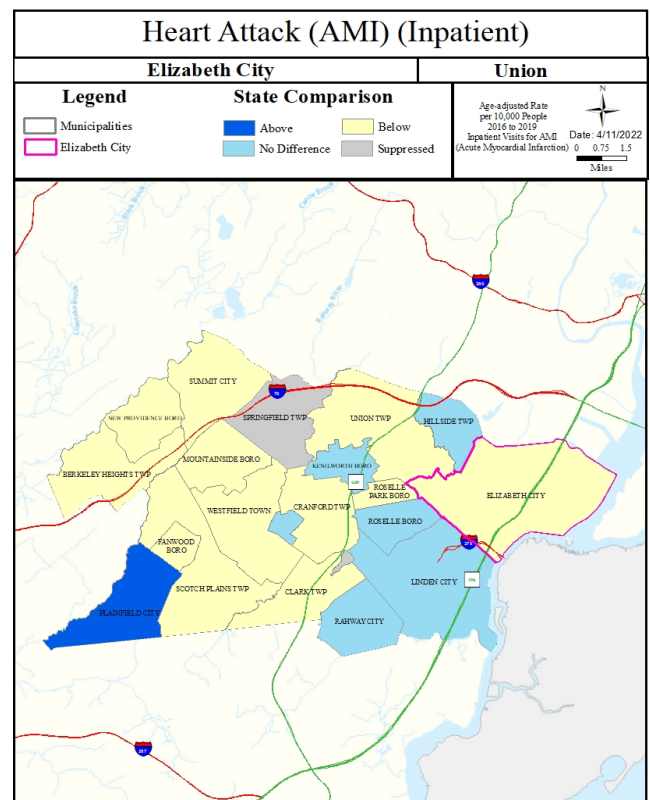 Heart Attack (AMI) (Inpatient)
Elizabeth City
Union
Legend
Municipalities
Elizabeth City
State Comparison
Above
Below
No Difference
Suppressed
Age-adjusted Rate
per 10,000 People
2016 to 2019
Inpatient Visits for AMI
(Acute Myocardial Infarction)
N
Date: 4/11/2022
0 0.75 1.5
Miles
SUMMIT CITY
NEW PROVIDENCE BORO
SPRINGFIELD TWP
78
UNION TWP
HILLSIDE TWP
MOUNTAINSIDE BORO
BERKELEY HEIGHTS TWP
KENILWORTH BORO
GSP
ROSELLE
PARK BORO
ELIZABETH CITY
WESTFIELD TOWN
CRANFORD TWP
ROSELLE BORO
FANWOOD
BORO
LINDEN CITY
SCOTCH PLAINS TWP
CLARK TWP
PLAINFIELD CITY
RAHWAY CITY
287